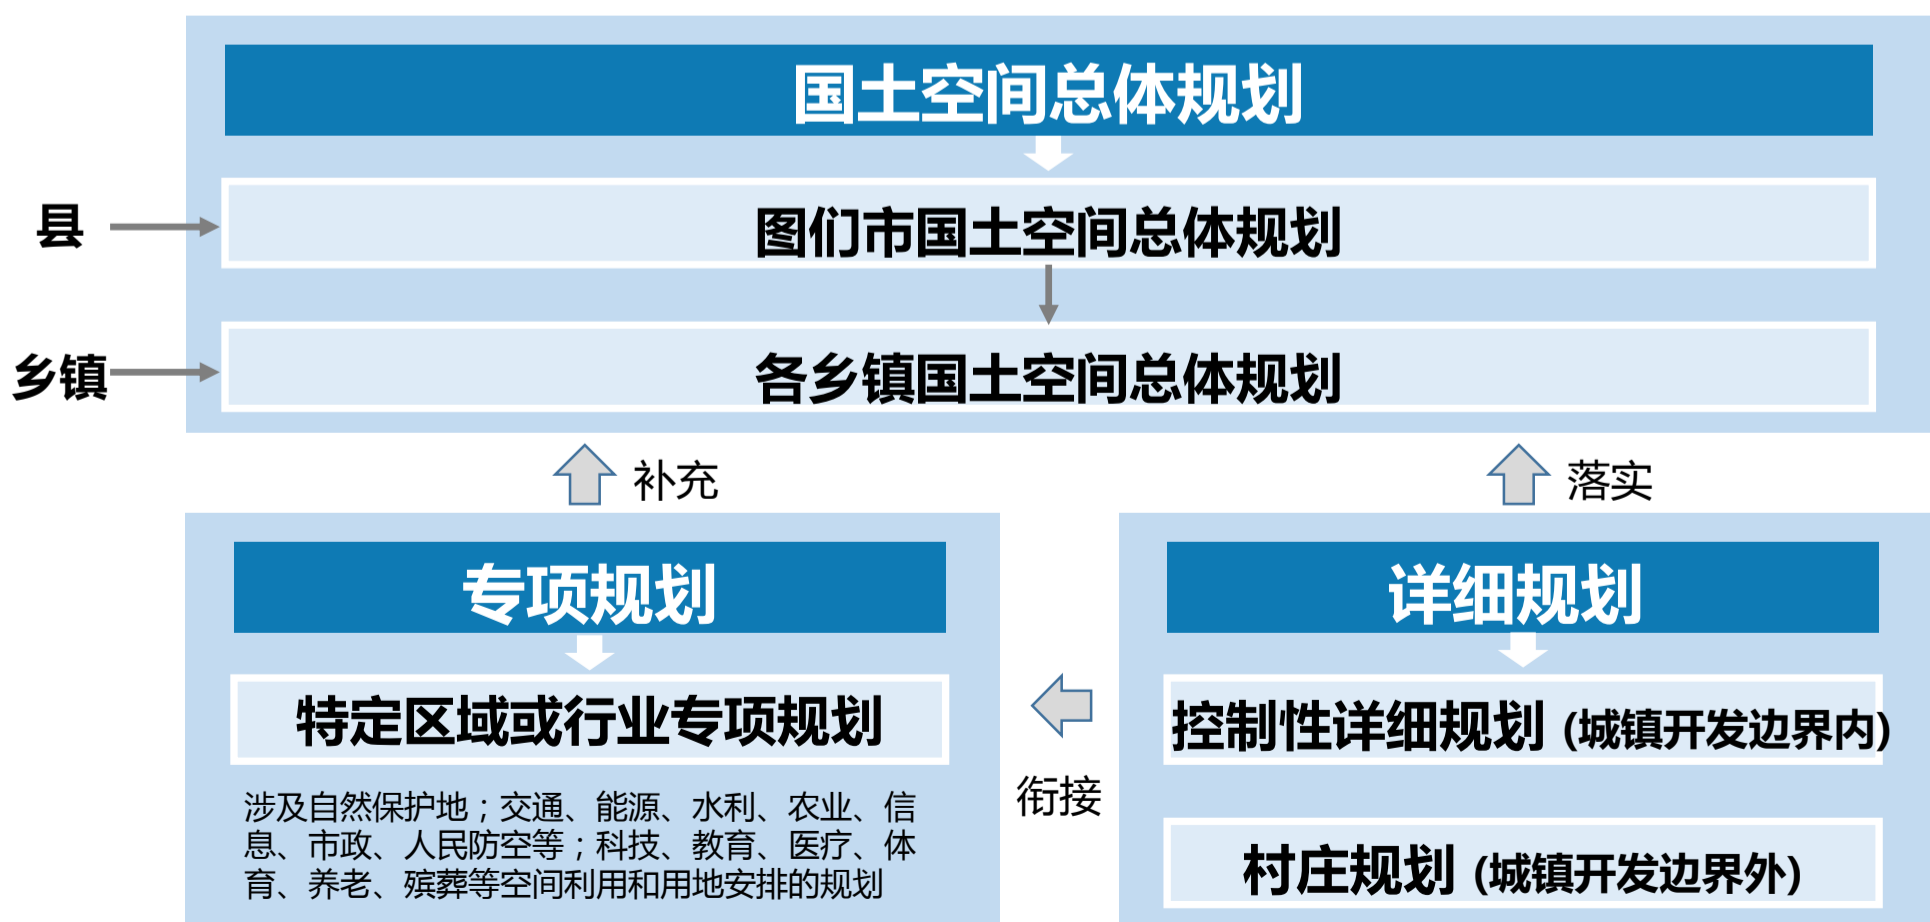 国土空间总体规划
县
图们市国土空间总体规划
乡镇
各乡镇国土空间总体规划
补充
落实
专项规划
特定区域或行业专项规划
涉及自然保护地；交通、能源、水利、农业、信
息、市政、人民防空等；科技、教育、医疗、体
育、养老、殡葬等空间利用和用地安排的规划
衔接
详细规划
控制性详细规划 (城镇开发边界内)
村庄规划 (城镇开发边界外)